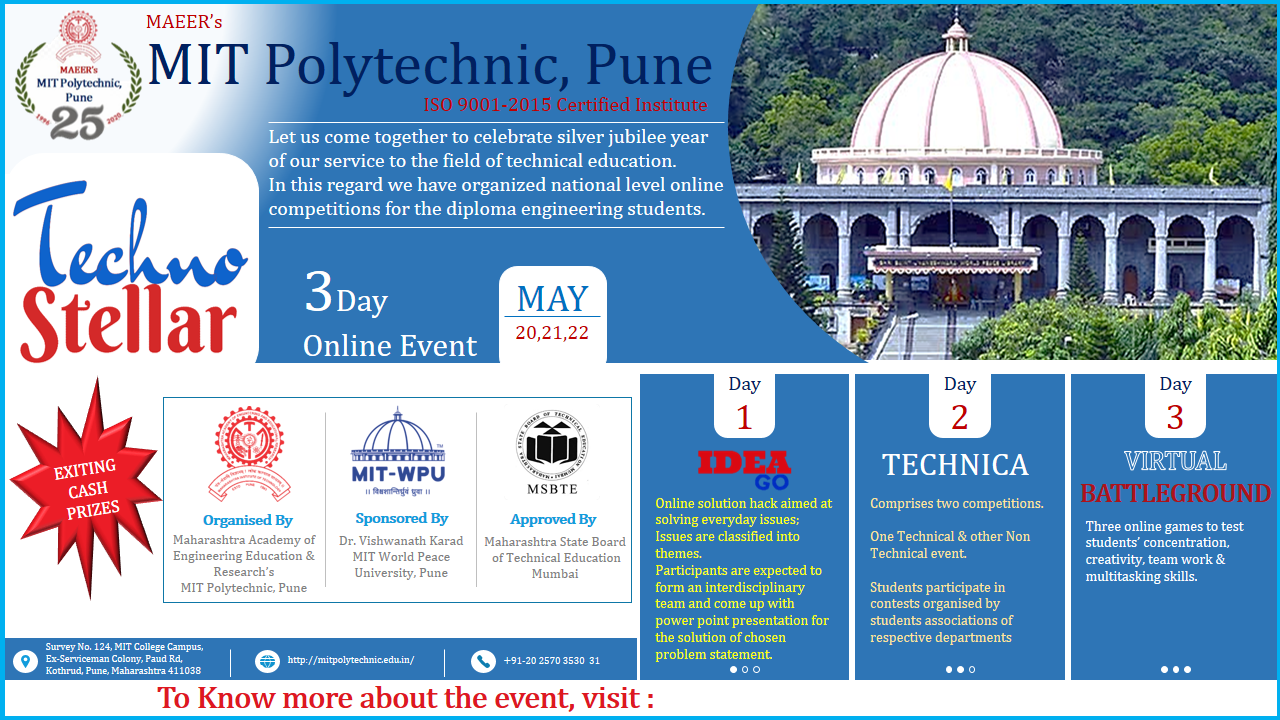 MAEER's
MIT Polytechnic,
Pune
25
1996
2020
MAEER's
MIT Polytechnic, Pune
ISO 9001-2015 Certified Institute
Let us come together to celebrate silver jubilee year
of our service to the field of technical education.
In this regard we have organized national level online
competitions for the diploma engineering students.
Techno
Stellar
3 Day
Online Event
MAY
20,21,22
EXITING
CASH
PRIZES
Organised By
Maharashtra Academy of
Engineering Education &
Research's
MIT Polytechnic, Pune
MIT-WPU
TM
॥ विश्वशान्तिर्ध्रुवं ध्रुवा ॥
Sponsored By
Dr. Vishwanath Karad
MIT World Peace
University, Pune
MAHARASHTRA STATE BOARD OF TECHNICAL EDUCATION MUMBAI
MSBTE
Approved By
Maharashtra State Board
of Technical Education
Mumbai
Day
1
IDEA
GO
Online solution hack aimed at
solving everyday issues;
Issues are classified into
themes.
Participants are expected to
form an interdisciplinary
team and come up with
power point presentation for
the solution of chosen
problem statement.
Day
2
TECHNICA
Comprises two competitions.
One Technical & other Non
Technical event.
Students participate in
contests organised by
students associations of
respective departments
Day
3
VIRTUAL
BATTLEGROUND
Three online games to test
students' concentration,
creativity, team work &
multitasking skills.
Survey No. 124, MIT College Campus,
Ex-Serviceman Colony, Paud Rd,
Kothrud, Pune, Maharashtra 411038
http://mitpolytechnic.edu.in/
+91-20 2570 3530 31
To Know more about the event, visit :